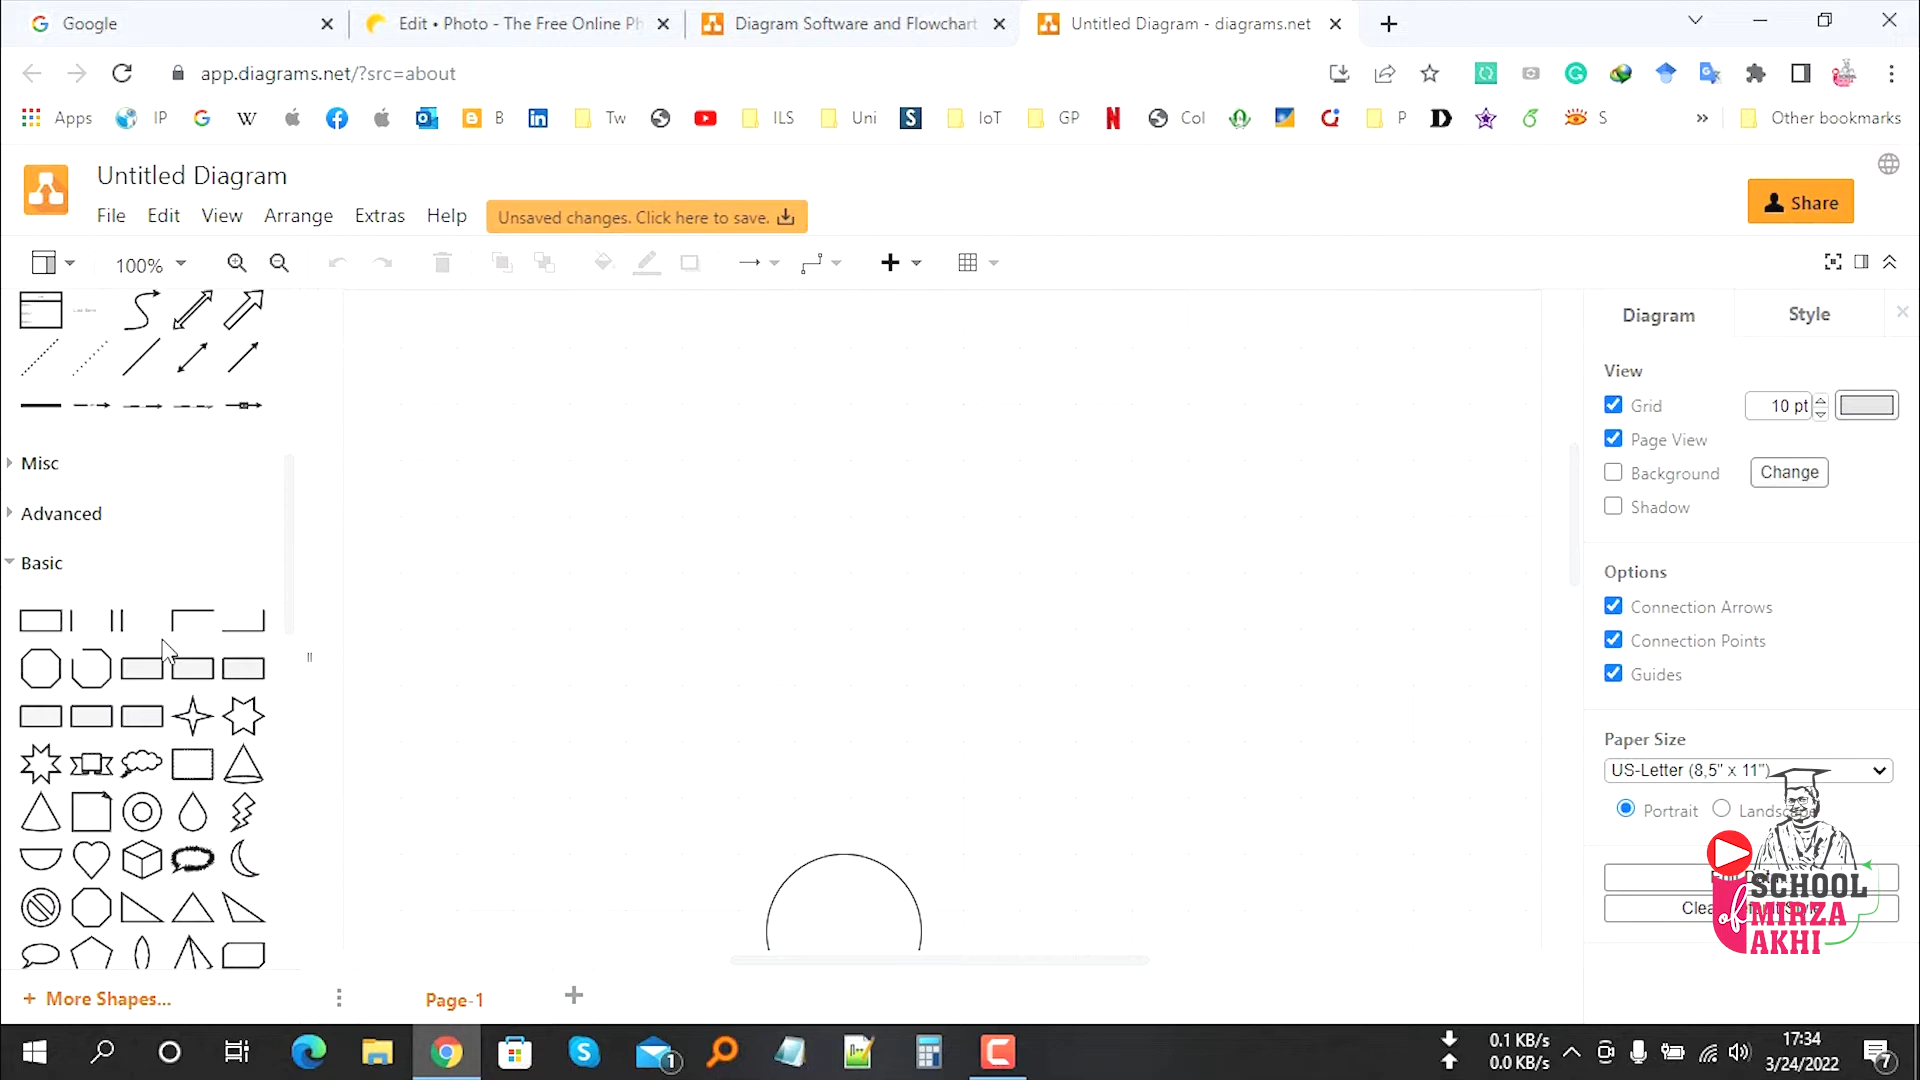 Google
Edit • Photo - The Free Online Ph
Diagram Software and Flowchart
Untitled Diagram - diagrams.net
app.diagrams.net/?src=about
Apps
IP
B
Tw
ILS
Uni
IoT
GP
Col
P
S
Other bookmarks
Untitled Diagram
File Edit View Arrange Extras Help
Unsaved changes. Click here to save.
Share
100%
Diagram
Style
View
Grid
10 pt
Page View
Background
Change
Shadow
Options
Connection Arrows
Connection Points
Guides
Paper Size
US-Letter (8,5" x 11")
Portrait
Misc
Advanced
Basic
SCHOOL
of MIRZA
AKHI
+ More Shapes...
Page-1
1
0.1 KB/s
0.0 KB/s
17:34
3/24/2022
7